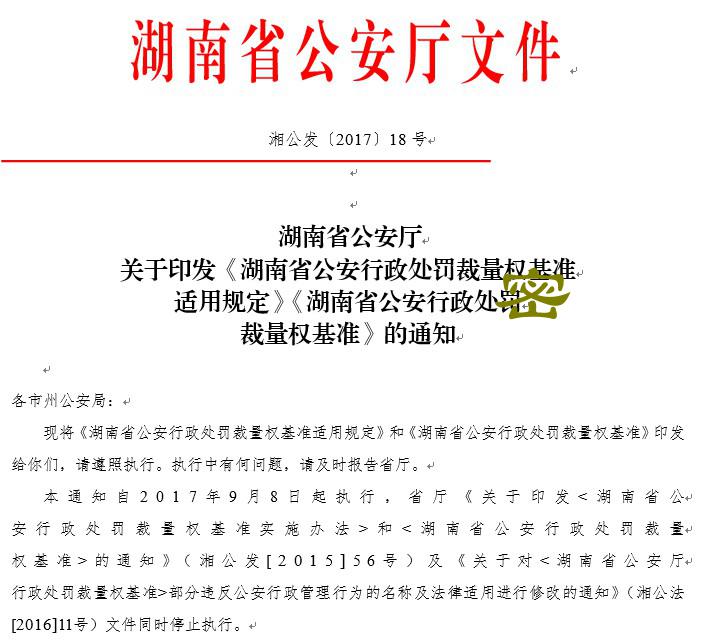 湖南省公安厅文件
湘公发〔2017〕18 号
湖南省公安厅
关于印发《湖南省公安行政处罚裁量权基准
适用规定》《湖南省公安行政处罚
裁量权基准》的通知
密
各市州公安局：
现将《湖南省公安行政处罚裁量权基准适用规定》和《湖南省公安行政处罚裁量权基准》印发
给你们，请遵照执行。执行中有何问题，请及时报告省厅。
本通知自2017年9月8日起执行，省厅《关于印发<湖南省公
安行政处罚裁量权基准实施办法>和<湖南省公安行政处罚裁量
权基准>的通知》（湘公发[2015]56号）及《关于对<湖南省公安厅
行政处罚裁量权基准>部分违反公安行政管理行为的名称及法律适用进行修改的通知》（湘公法
[2016]11号）文件同时停止执行。